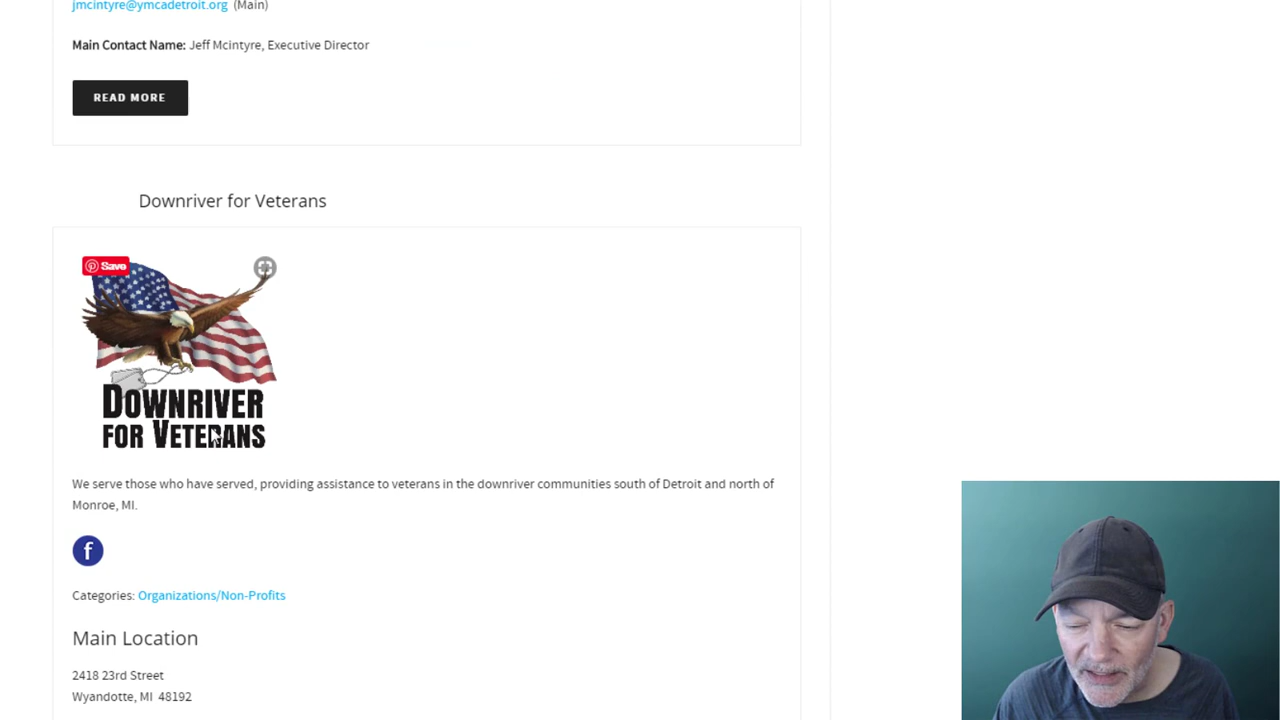 jmcintyre@ymcadetroit.org (Main)
Main Contact Name: Jeff Mcintyre, Executive Director
READ MORE
Downriver for Veterans
Save
DOWNRIVER
FOR VETERANS
We serve those who have served, providing assistance to veterans in the downriver communities south of Detroit and north of
Monroe, MI.
f
Categories: Organizations/Non-Profits
Main Location
2418 23rd Street
Wyandotte, MI 48192